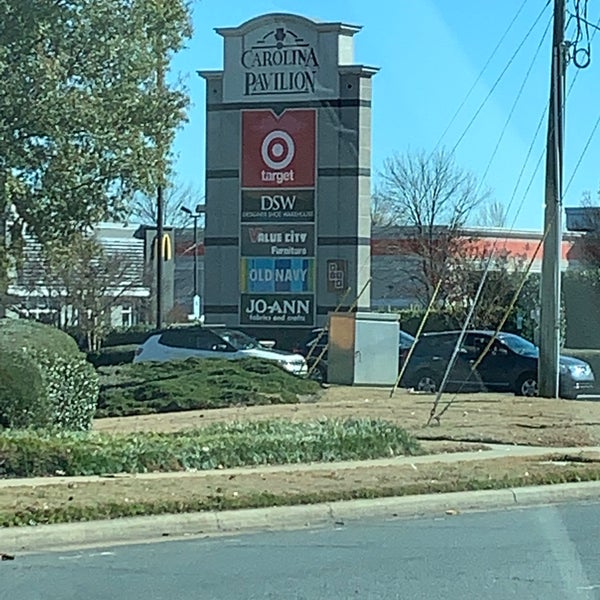 CAROLINA
PAVILION
target
DSW
DESIGNER SHOE WAREHOUSE
VALUE CITY
Furniture
OLD NAVY
JO-ANN
fabrics and crafts